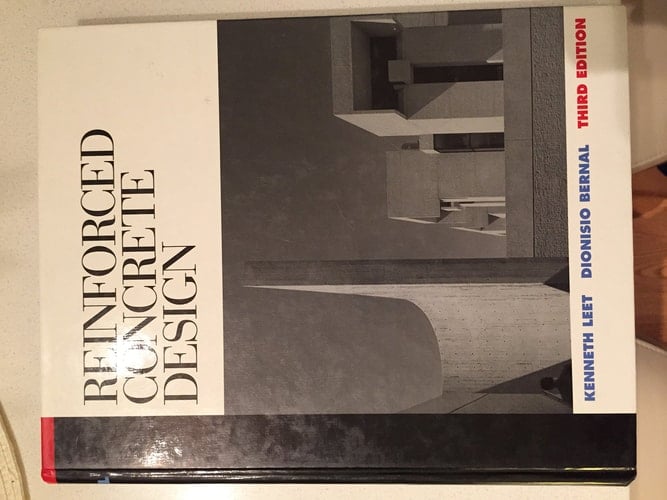 REINFORCED
CONCRETE
DESIGN
KENNETH LEET DIONISIO BERNAL THIRD EDITION